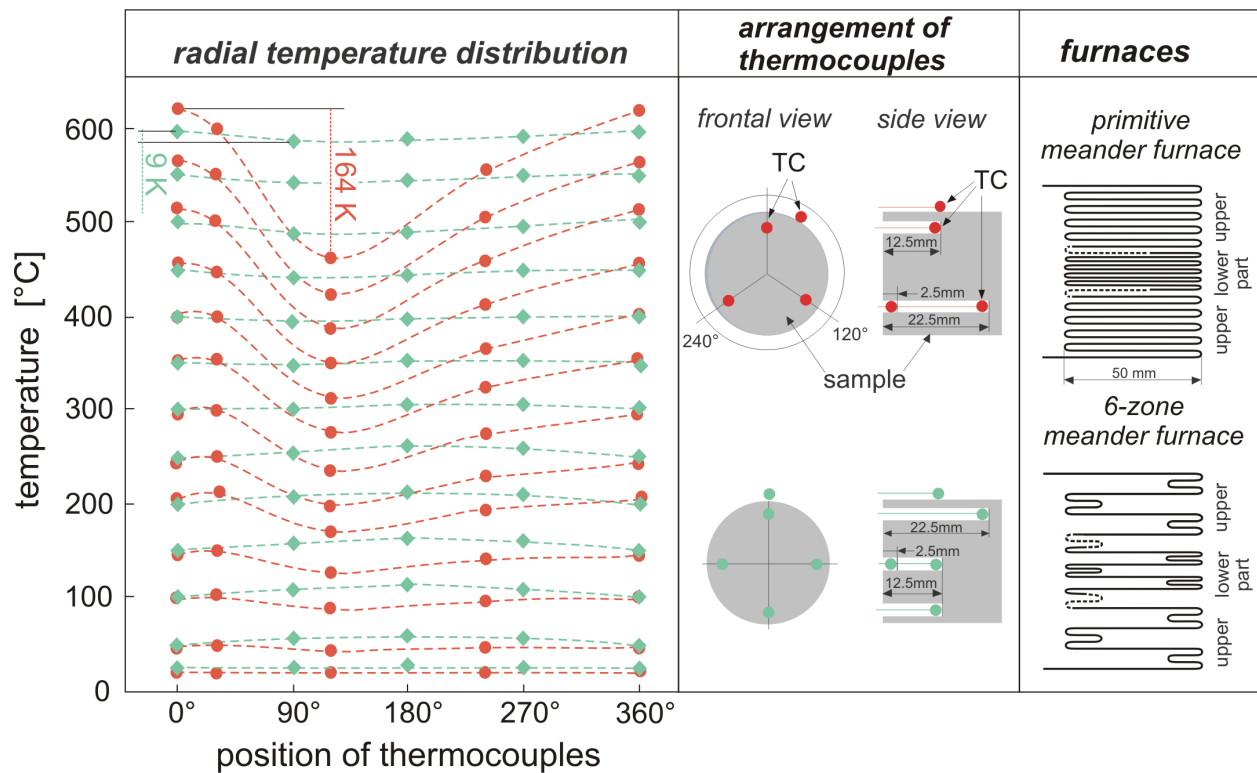 radial temperature distribution
arrangement of
thermocouples
furnaces
temperature [°C]
600
500
400
300
200
100
0
0°
90°
180°
270°
360°
position of thermocouples
9 K
164 K
frontal view
side view
TC
TC
12.5mm
2.5mm
22.5mm
240°
120°
sample
22.5mm
2.5mm
12.5mm
primitive
meander furnace
upper
lower
part
upper
50 mm
6-zone
meander furnace
upper
lower
part
upper